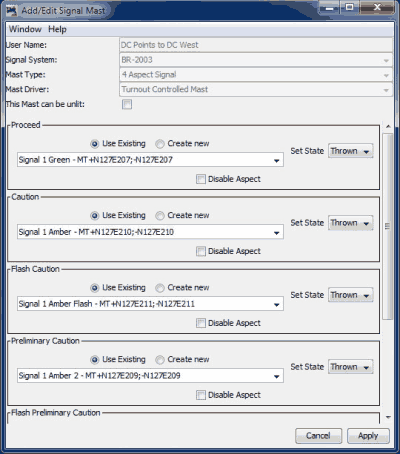 Add/Edit Signal Mast
Window Help
User Name: DC Points to DC West
Signal System: BR-2003
Mast Type: 4 Aspect Signal
Mast Driver: Turnout Controlled Mast
This Mast can be unlit:
Proceed
Use Existing Create new
Signal 1 Green - MT+N127E207;-N127E207 Set State Thrown
Disable Aspect
Caution
Use Existing Create new
Signal 1 Amber - MT+N127E210;-N127E210 Set State Thrown
Disable Aspect
Flash Caution
Use Existing Create new
Signal 1 Amber Flash - MT+N127E211;-N127E211 Set State Thrown
Disable Aspect
Preliminary Caution
Use Existing Create new
Signal 1 Amber 2 - MT+N127E209;-N127E209 Set State Thrown
Disable Aspect
Flash Preliminary Caution
Cancel Apply